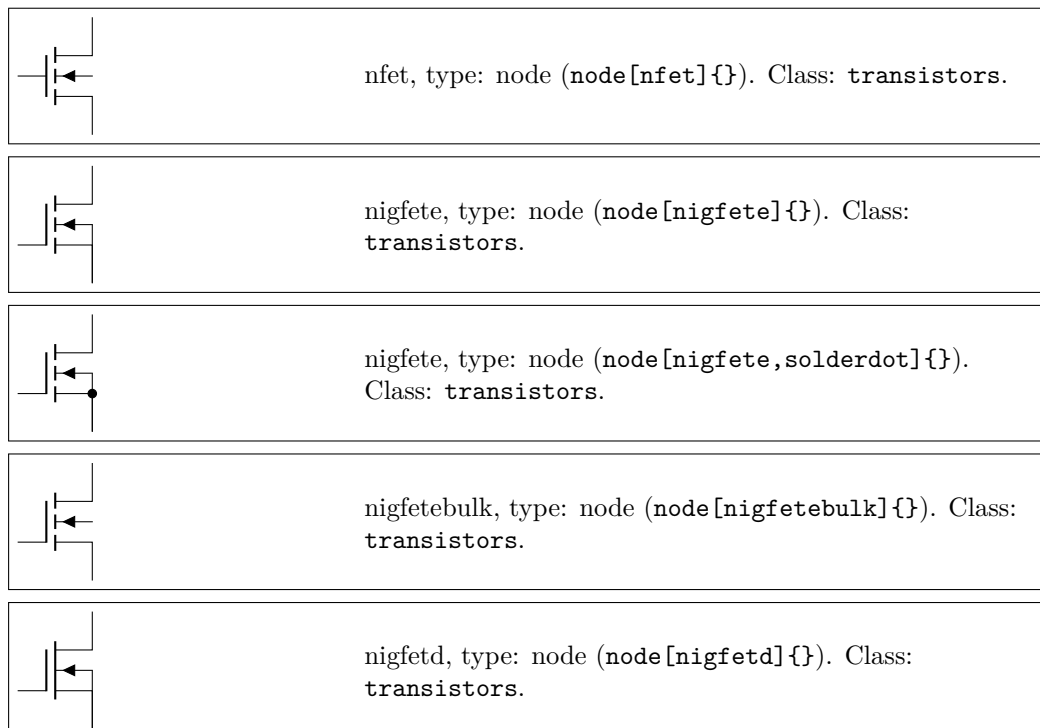 nfet, type: node (node[nfet]{}). Class: transistors.
nigfete, type: node (node[nigfete]{}). Class:
transistors.
nigfete, type: node (node[nigfete,solderdot]{}).
Class: transistors.
nigfetebulk, type: node (node[nigfetebulk]{}). Class:
transistors.
nigfetd, type: node (node[nigfetd]{}). Class:
transistors.